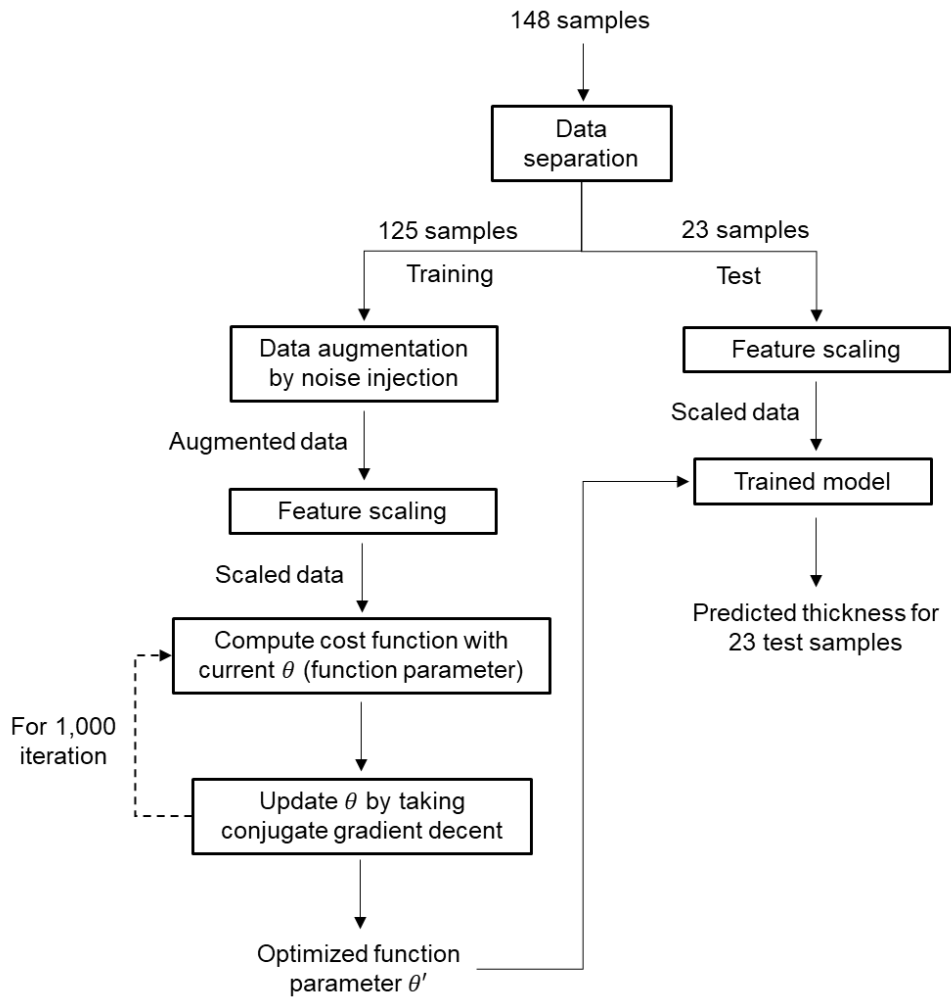 148 samples
Data
separation
125 samples
Training
23 samples
Test
Data augmentation
by noise injection
Augmented data
Feature scaling
Scaled data
Compute cost function with
current θ (function parameter)
For 1,000
iteration
Update θ by taking
conjugate gradient decent
Optimized function
parameter θ′
Feature scaling
Scaled data
Trained model
Predicted thickness for
23 test samples